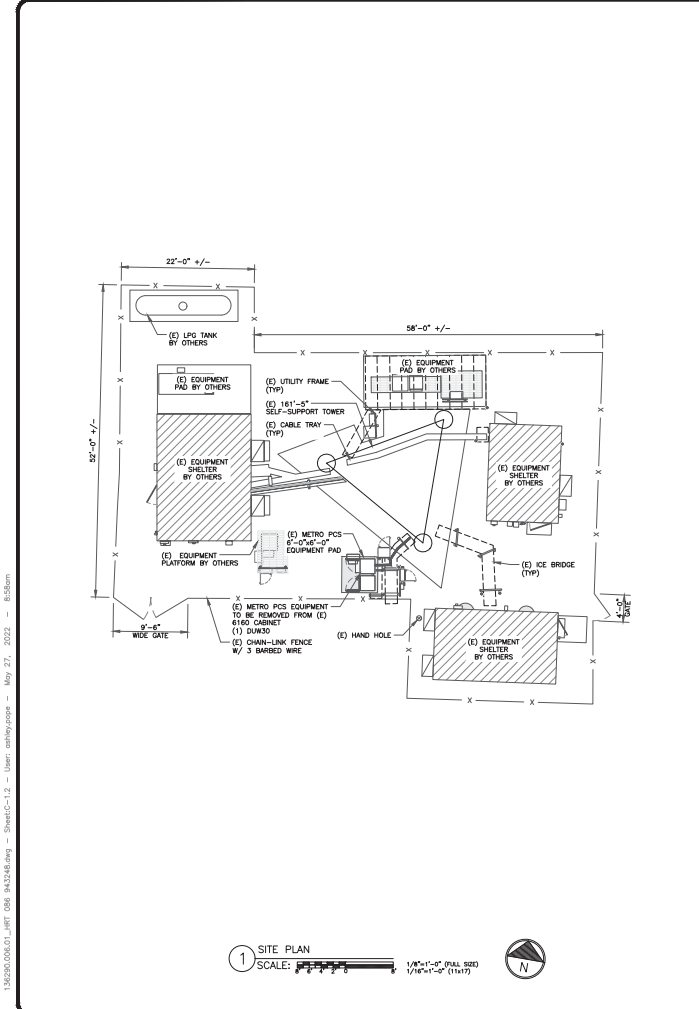 22'-0" +/-
58'-0" +/-
52'-0" +/-
(E) LPG TANK
BY OTHERS
(E) EQUIPMENT
PAD BY OTHERS
(E) UTILITY FRAME
(TYP)
(E) 161'-5"
SELF-SUPPORT TOWER
(E) CABLE TRAY
(TYP)
(E) EQUIPMENT
PAD BY OTHERS
(E) EQUIPMENT
SHELTER
BY OTHERS
(E) EQUIPMENT
SHELTER
BY OTHERS
(E) EQUIPMENT
PLATFORM BY OTHERS
(E) METRO PCS
6'-0"x6'-0"
EQUIPMENT PAD
(E) ICE BRIDGE
(TYP)
(E) METRO PCS EQUIPMENT
TO BE REMOVED FROM (E)
6160 CABINET
(1) DUW30
(E) CHAIN-LINK FENCE
W/ 3 BARBED WIRE
9'-6"
WIDE GATE
(E) HAND HOLE
4'-0"
GATE
(E) EQUIPMENT
SHELTER
BY OTHERS
X X X X X X X X X X X X X X X X X
136290.006.01_HRT 086 943248.dwg - Sheet:C-1.2 - User: ashley.pope - May 27, 2022 - 8:58am
1
SITE PLAN
SCALE:
8' 6' 4' 2' 0 8'
1/8"=1'-0" (FULL SIZE)
1/16"=1'-0" (11x17)
N